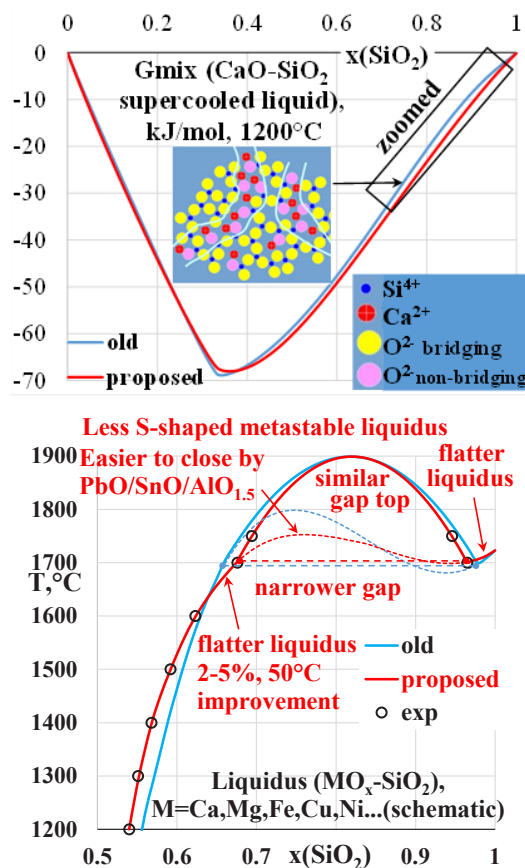 0
0.2
0.4
0.6
0.8
1
0
-10
-20
-30
-40
-50
-60
-70
x(SiO₂)
Gmix (CaO-SiO₂
supercooled liquid),
kJ/mol, 1200°C
zoomed
Si⁴⁺
Ca²⁺
O²⁻ bridging
O²⁻ non-bridging
old
proposed
Less S-shaped metastable liquidus
Easier to close by
PbO/SnO/AlO₁.₅
similar
gap top
flatter
liquidus
narrower gap
flatter liquidus
2-5%, 50°C
improvement
old
proposed
exp
Liquidus (MOₓ-SiO₂),
M=Ca,Mg,Fe,Cu,Ni...(schematic)
1900
1800
1700
T,°C
1600
1500
1400
1300
1200
0.5
0.6
0.7
0.8
0.9
1
x(SiO₂)